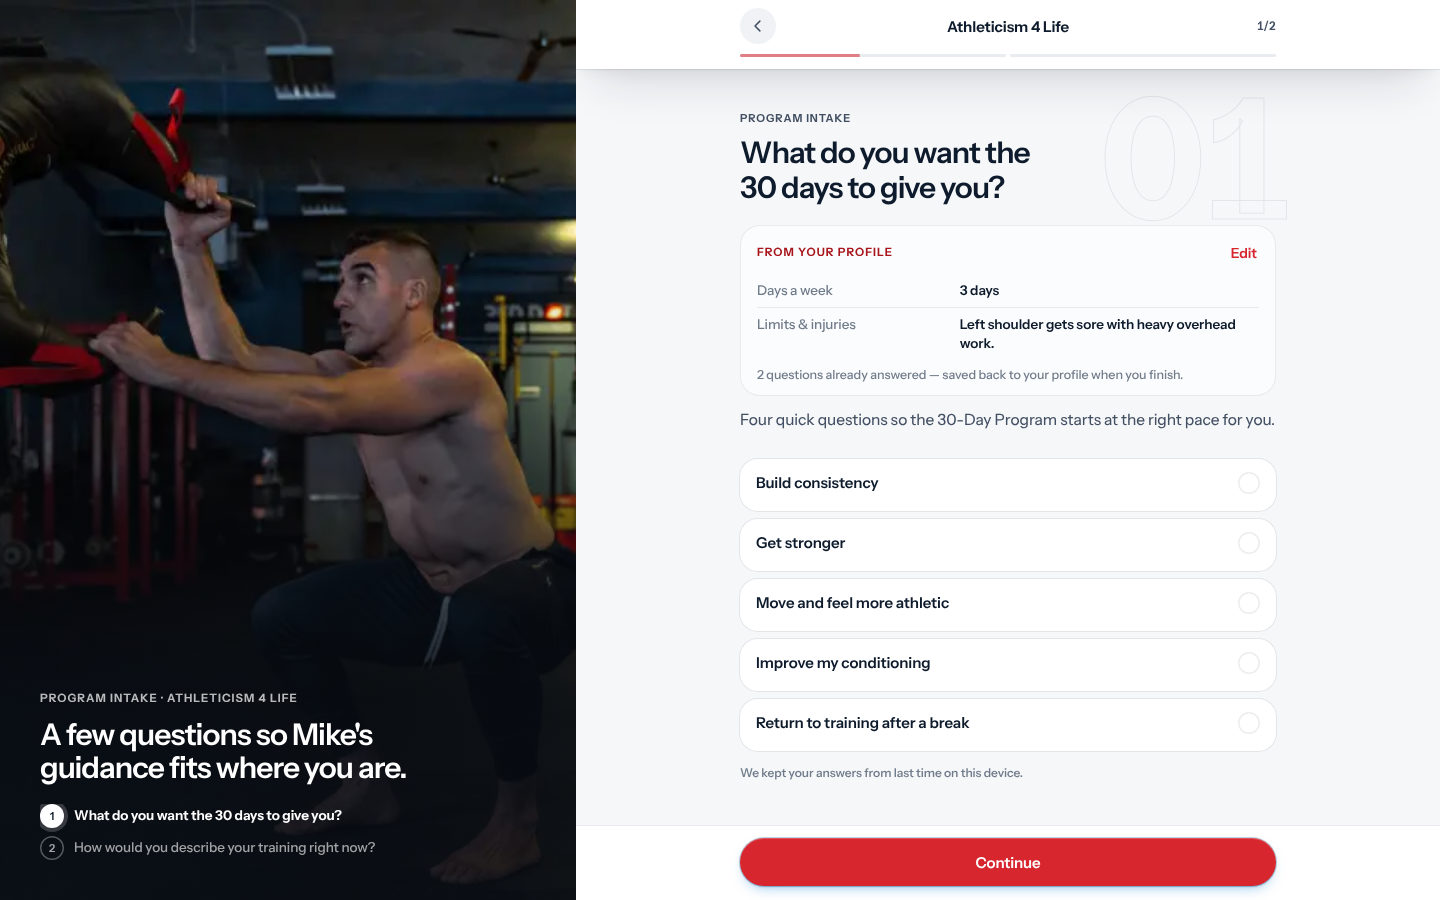 PROGRAM INTAKE · ATHLETICISM 4 LIFE
A few questions so Mike's
guidance fits where you are.
1 What do you want the 30 days to give you?
2 How would you describe your training right now?
Athleticism 4 Life
1/2
PROGRAM INTAKE
01
What do you want the
30 days to give you?
FROM YOUR PROFILE
Edit
Days a week
3 days
Limits & injuries
Left shoulder gets sore with heavy overhead
work.
2 questions already answered — saved back to your profile when you finish.
Four quick questions so the 30-Day Program starts at the right pace for you.
Build consistency
Get stronger
Move and feel more athletic
Improve my conditioning
Return to training after a break
We kept your answers from last time on this device.
Continue